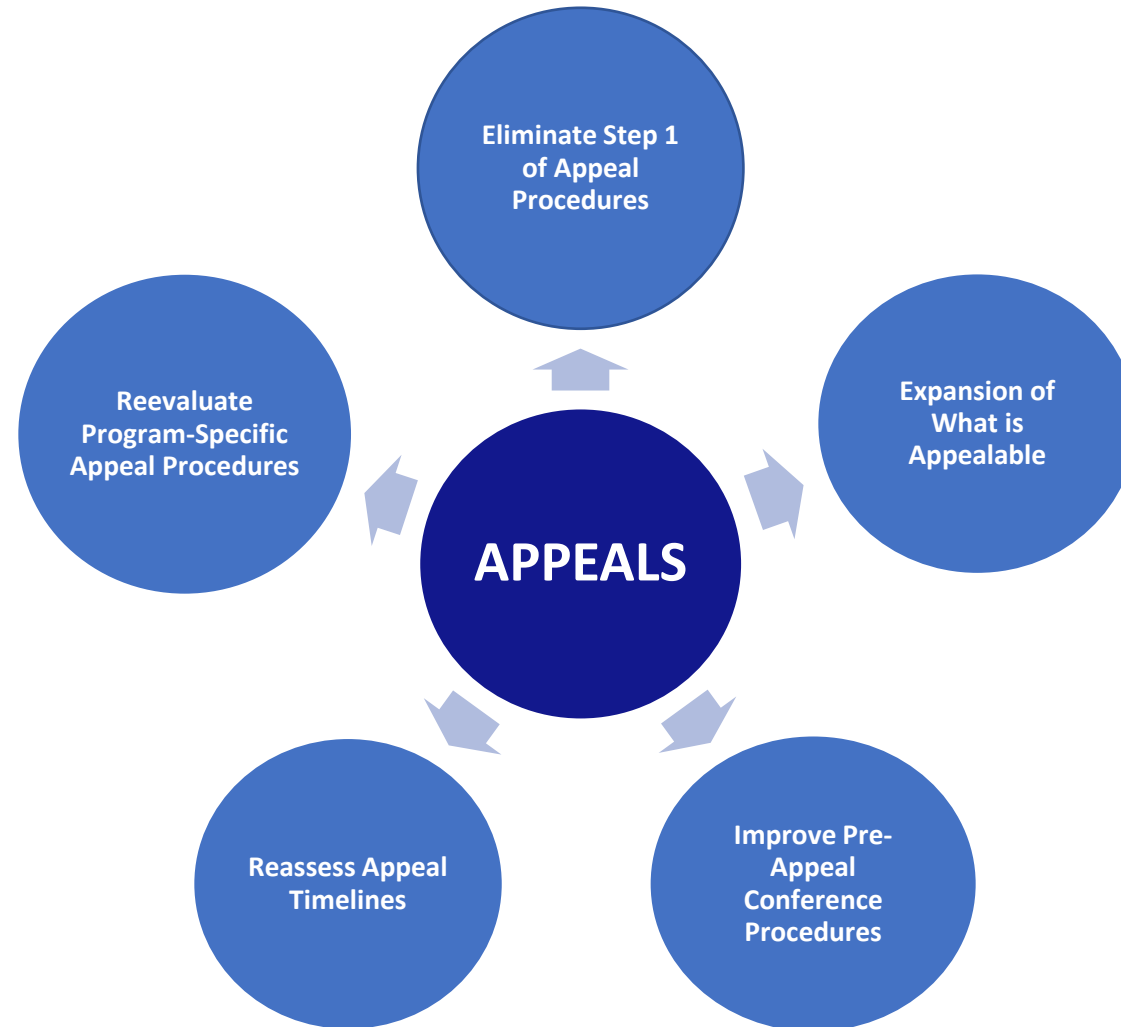 Eliminate Step 1
of Appeal
Procedures
Expansion of
What is
Appealable
Reevaluate
Program-Specific
Appeal Procedures
APPEALS
Improve Pre-
Appeal
Conference
Procedures
Reassess Appeal
Timelines